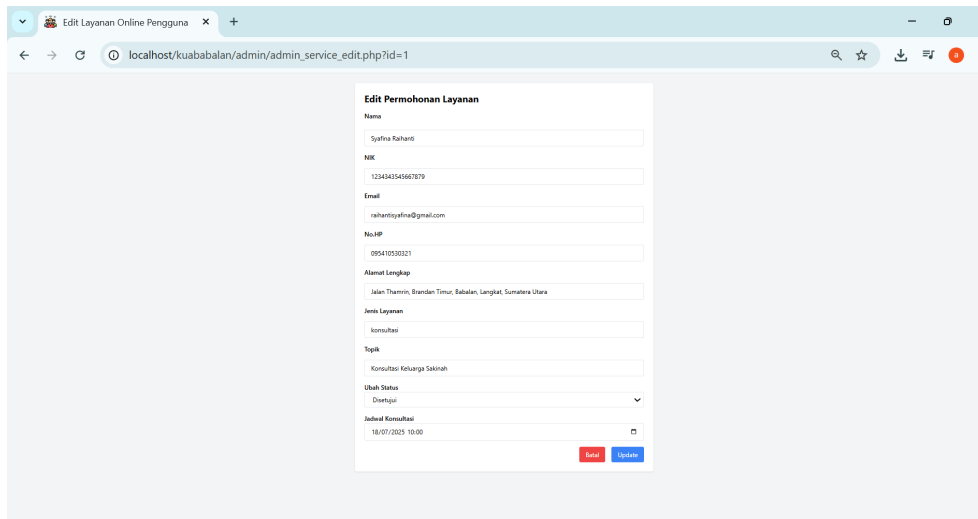 Edit Layanan Online Pengguna
localhost/kuababalan/admin/admin_service_edit.php?id=1
a
Edit Permohonan Layanan
Nama
Syafina Raihanti
NIK
1234343545667879
Email
raihantisyafina@gmail.com
No.HP
095410530321
Alamat Lengkap
Jalan Thamrin, Brandan Timur, Babalan, Langkat, Sumatera Utara
Jenis Layanan
konsultasi
Topik
Konsultasi Keluarga Sakinah
Ubah Status
Disetujui
Jadwal Konsultasi
18/07/2025 10:00
Batal Update